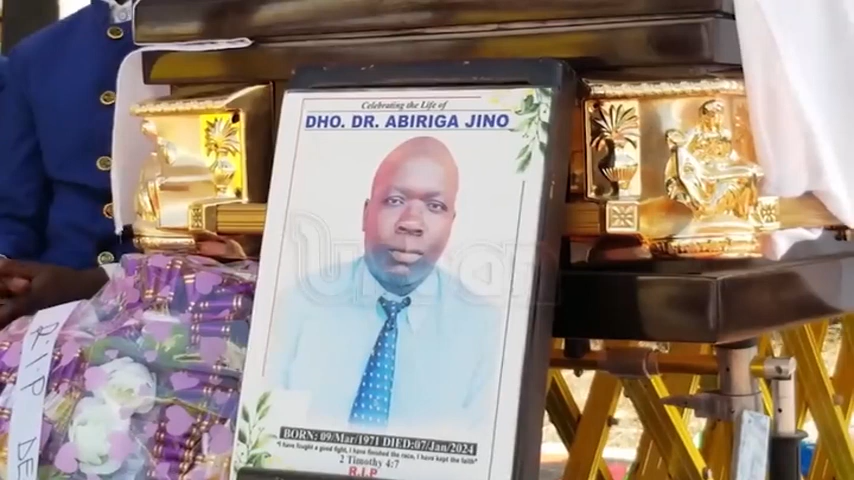 Celebrating the Life of
DHO. DR. ABIRIGA JINO
BORN: 09/Mar/1971 DIED:07/Jan/2024
"I have fought a good fight, I have finished the race, I have kept the faith"
2 Timothy 4:7
R.I.P
R.I.P DE